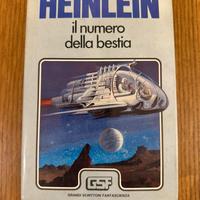 HEINLEIN
il numero
della bestia
GSF
GRANDI SCRITTORI FANTASCIENZA